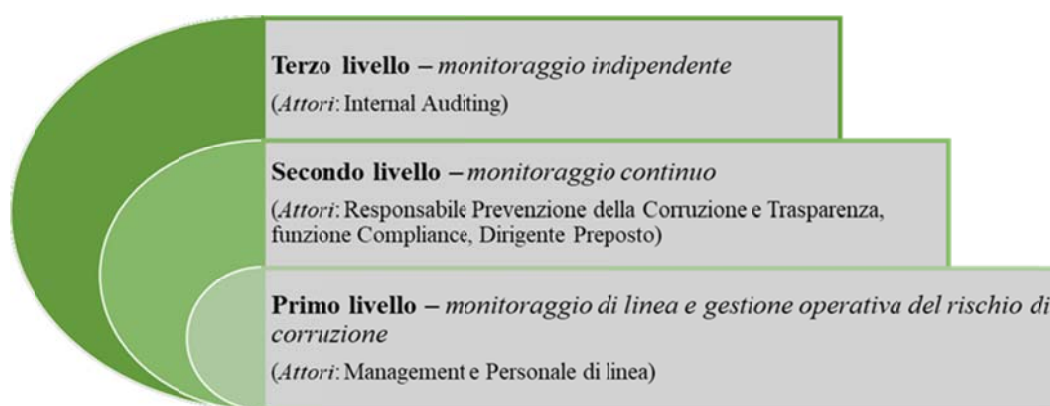 Terzo livello – monitoraggio indipendente
(Attori: Internal Auditing)
Secondo livello – monitoraggio continuo
(Attori: Responsabile Prevenzione della Corruzione e Trasparenza,
funzione Compliance, Dirigente Preposto)
Primo livello – monitoraggio di linea e gestione operativa del rischio di
corruzione
(Attori: Management e Personale di linea)